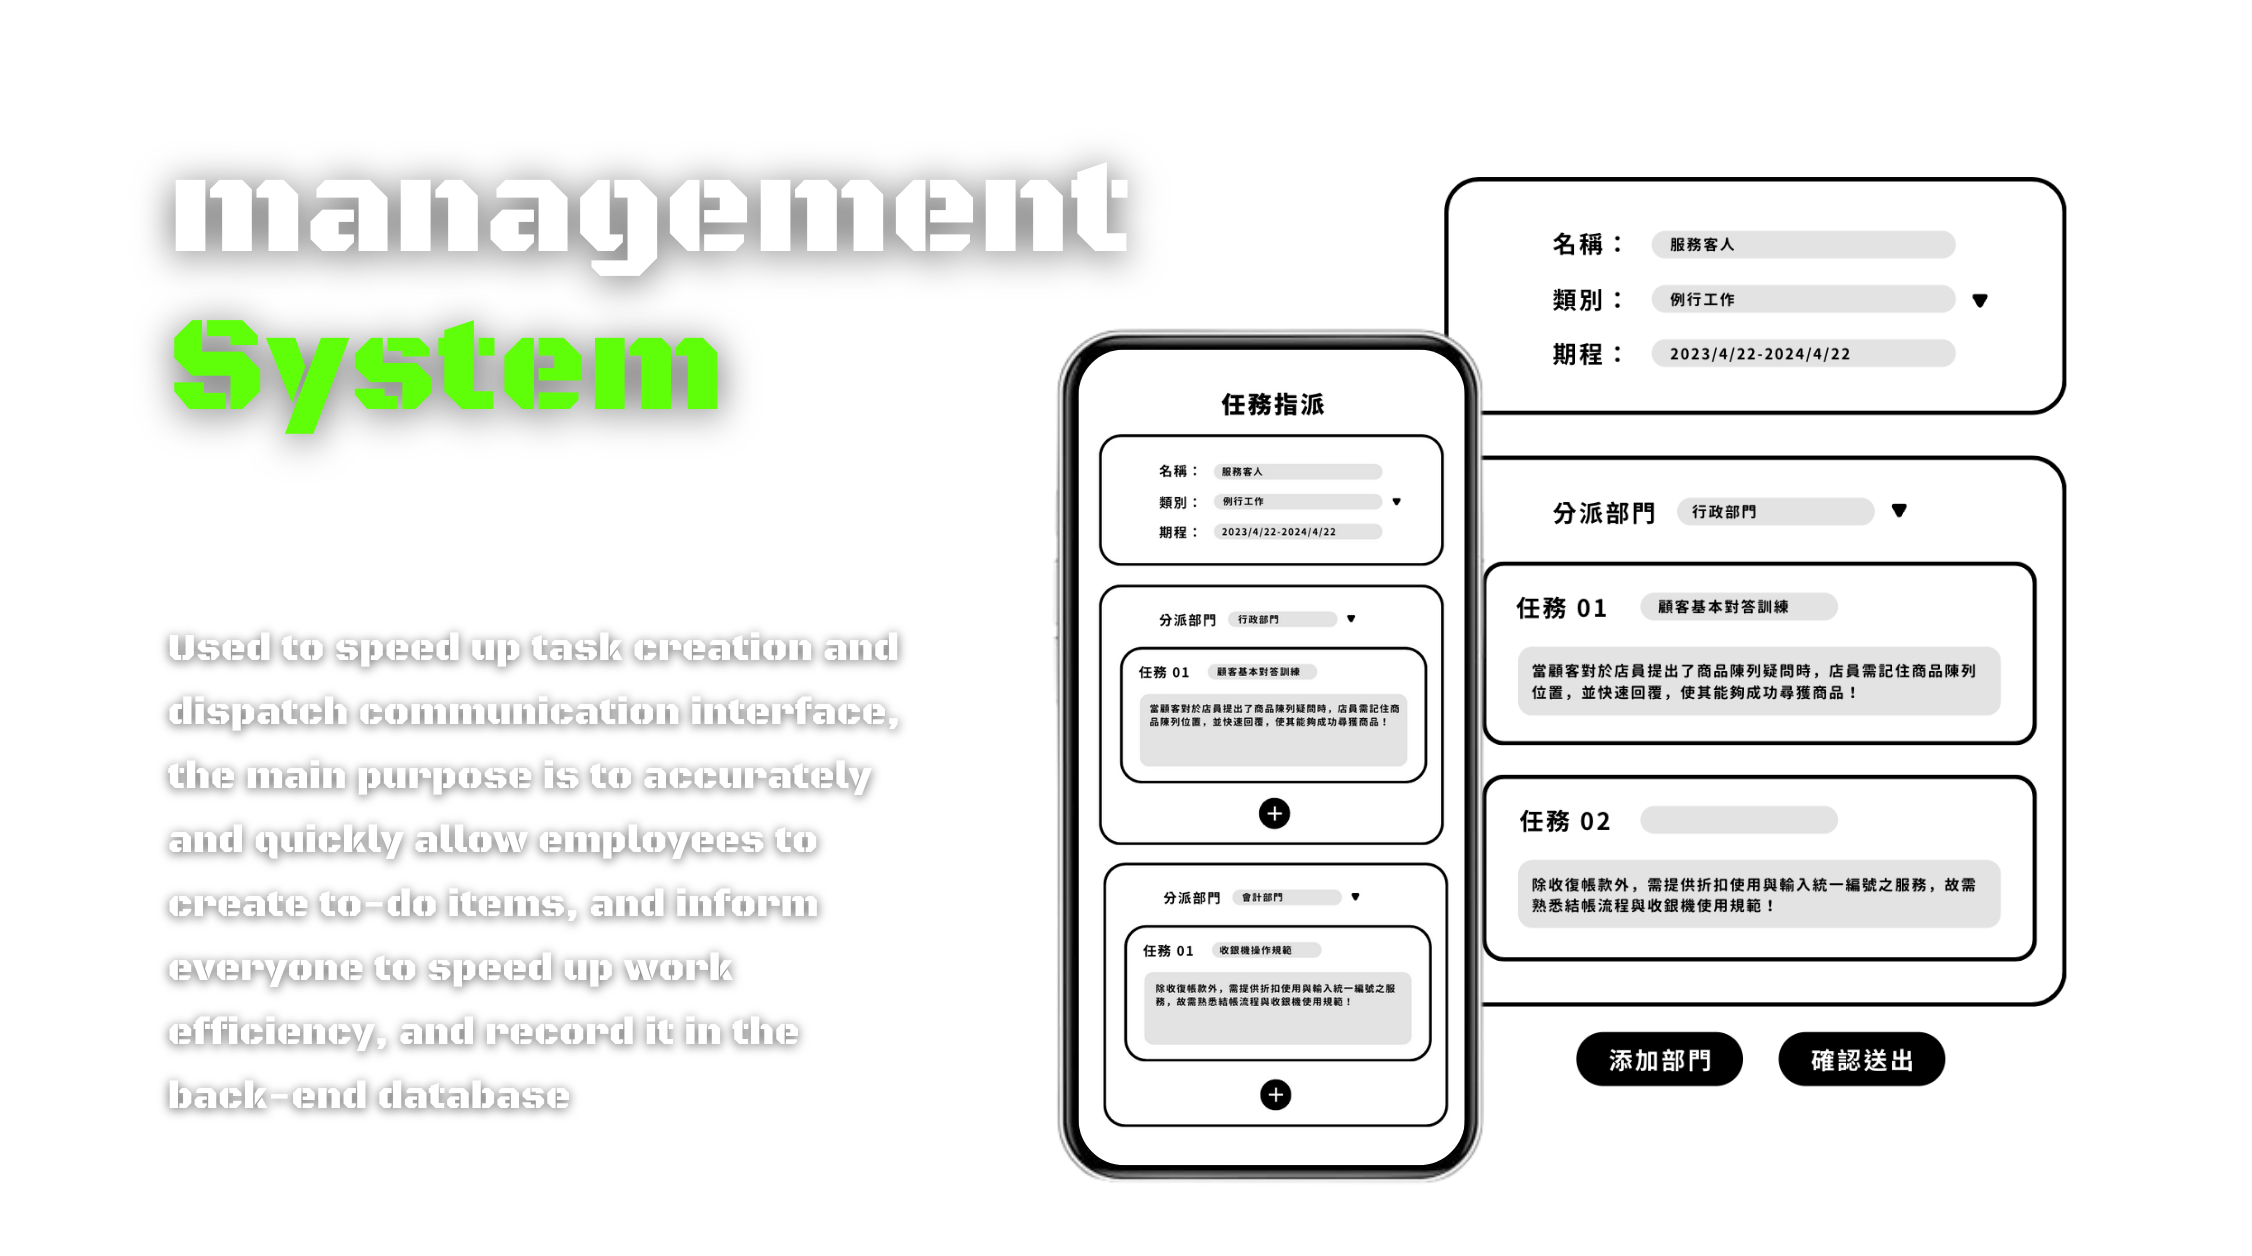 management
System
Used to speed up task creation and
dispatch communication interface,
the main purpose is to accurately
and quickly allow employees to
create to-do items, and inform
everyone to speed up work
efficiency, and record it in the
back-end database
任務指派
名稱： 服務客人
類別： 例行工作
期程： 2023/4/22-2024/4/22
分派部門 行政部門
任務 01 顧客基本對答訓練
當顧客對於店員提出了商品陳列疑問時，店員需記住商
品陳列位置，並快速回覆，使其能夠成功尋獲商品！
分派部門 會計部門
任務 01 收銀機操作規範
除收復帳款外，需提供折扣使用與輸入統一編號之服
務，故需熟悉結帳流程與收銀機使用規範！
名稱： 服務客人
類別： 例行工作
期程： 2023/4/22-2024/4/22
分派部門 行政部門
任務 01 顧客基本對答訓練
當顧客對於店員提出了商品陳列疑問時，店員需記住商品陳列
位置，並快速回覆，使其能夠成功尋獲商品！
任務 02
除收復帳款外，需提供折扣使用與輸入統一編號之服務，故需
熟悉結帳流程與收銀機使用規範！
添加部門 確認送出